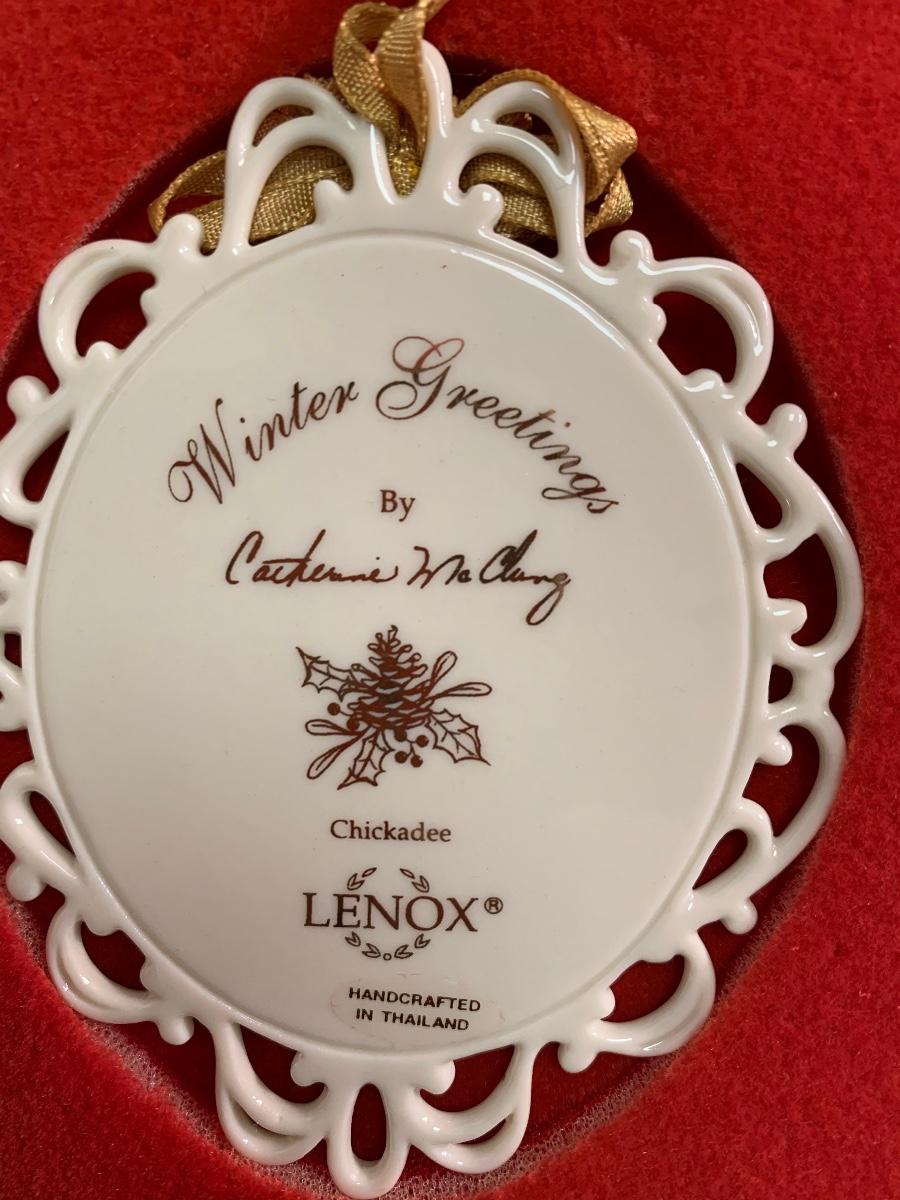 Winter Greetings
By
Catherine McClung
Chickadee
LENOX®
HANDCRAFTED
IN THAILAND